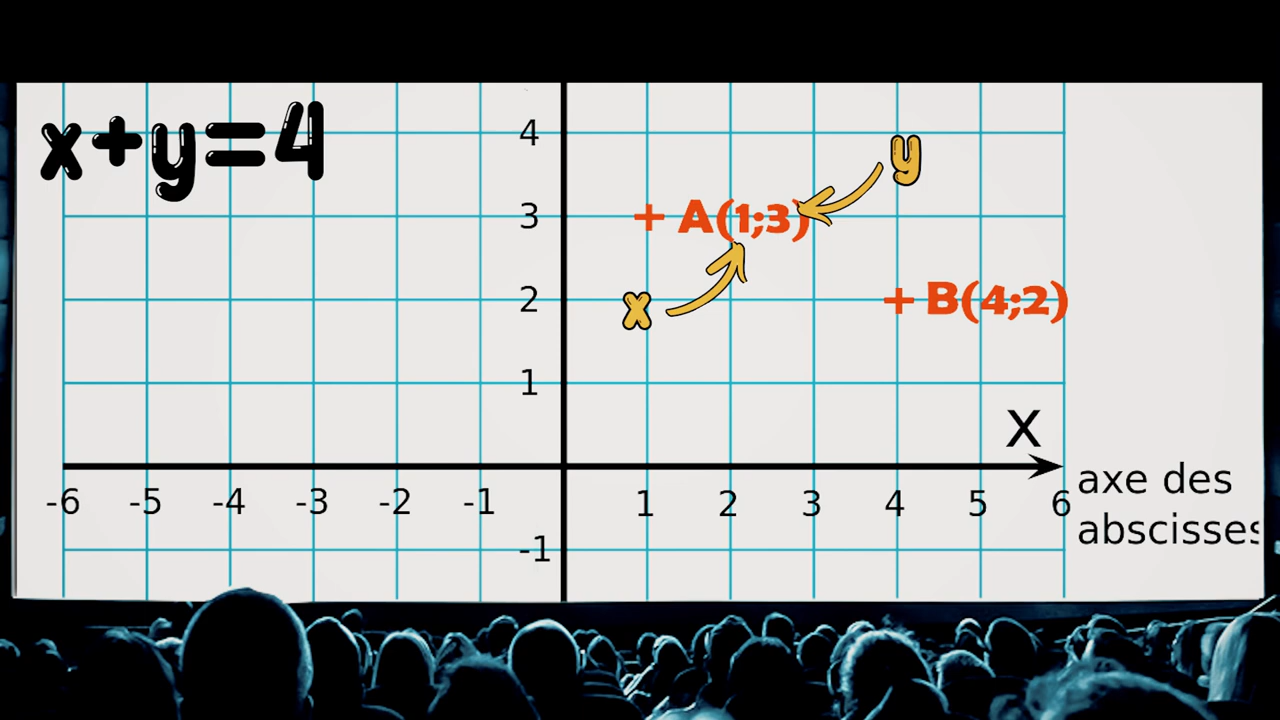 x+y=4
4
y
3
+ A(1;3)
2
x
+ B(4;2)
1
X
-6 -5 -4 -3 -2 -1 1 2 3 4 5 6
axe des
abscisses
-1